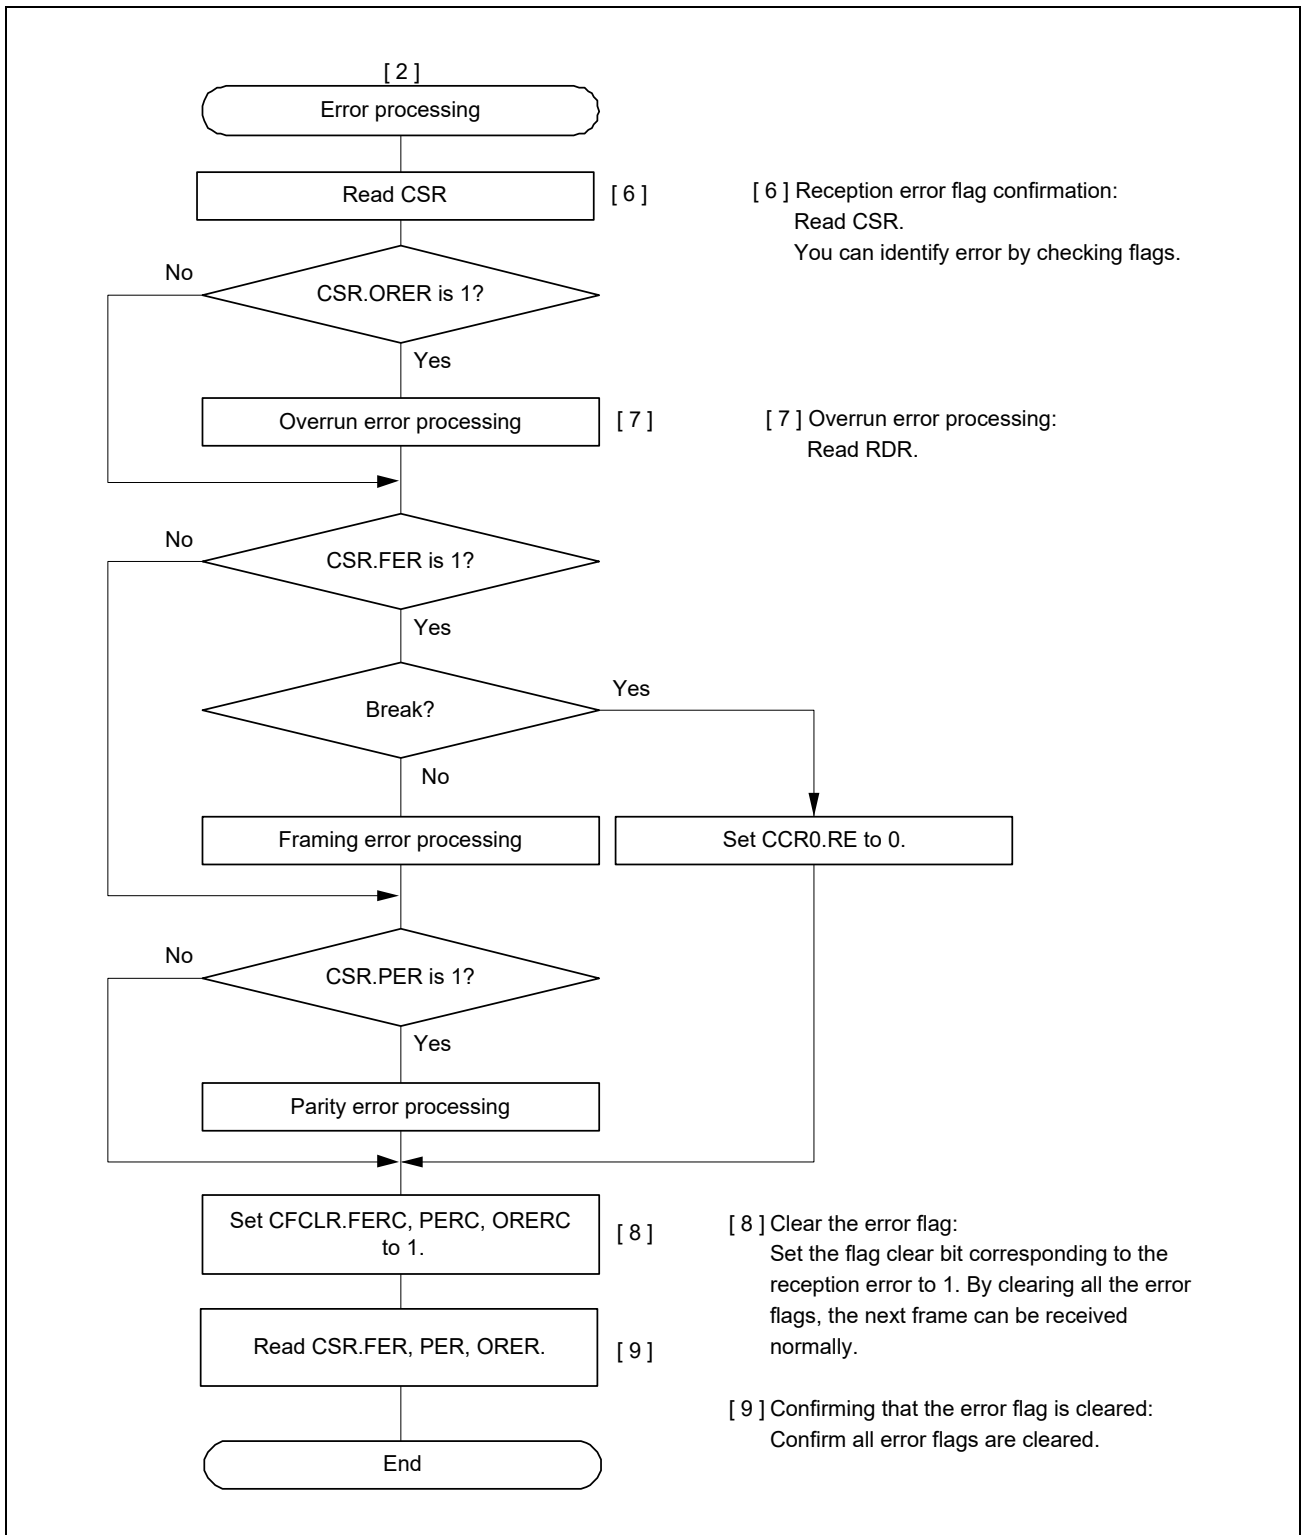 [ 2 ]
Error processing
Read CSR
[ 6 ]
[ 6 ] Reception error flag confirmation:
Read CSR.
You can identify error by checking flags.
No
CSR.ORER is 1?
Yes
Overrun error processing
[ 7 ]
[ 7 ] Overrun error processing:
Read RDR.
No
CSR.FER is 1?
Yes
Break?
Yes
No
Framing error processing
Set CCR0.RE to 0.
No
CSR.PER is 1?
Yes
Parity error processing
Set CFCLR.FERC, PERC, ORERC
to 1.
[ 8 ]
[ 8 ] Clear the error flag:
Set the flag clear bit corresponding to the
reception error to 1. By clearing all the error
flags, the next frame can be received
normally.
Read CSR.FER, PER, ORER.
[ 9 ]
[ 9 ] Confirming that the error flag is cleared:
Confirm all error flags are cleared.
End